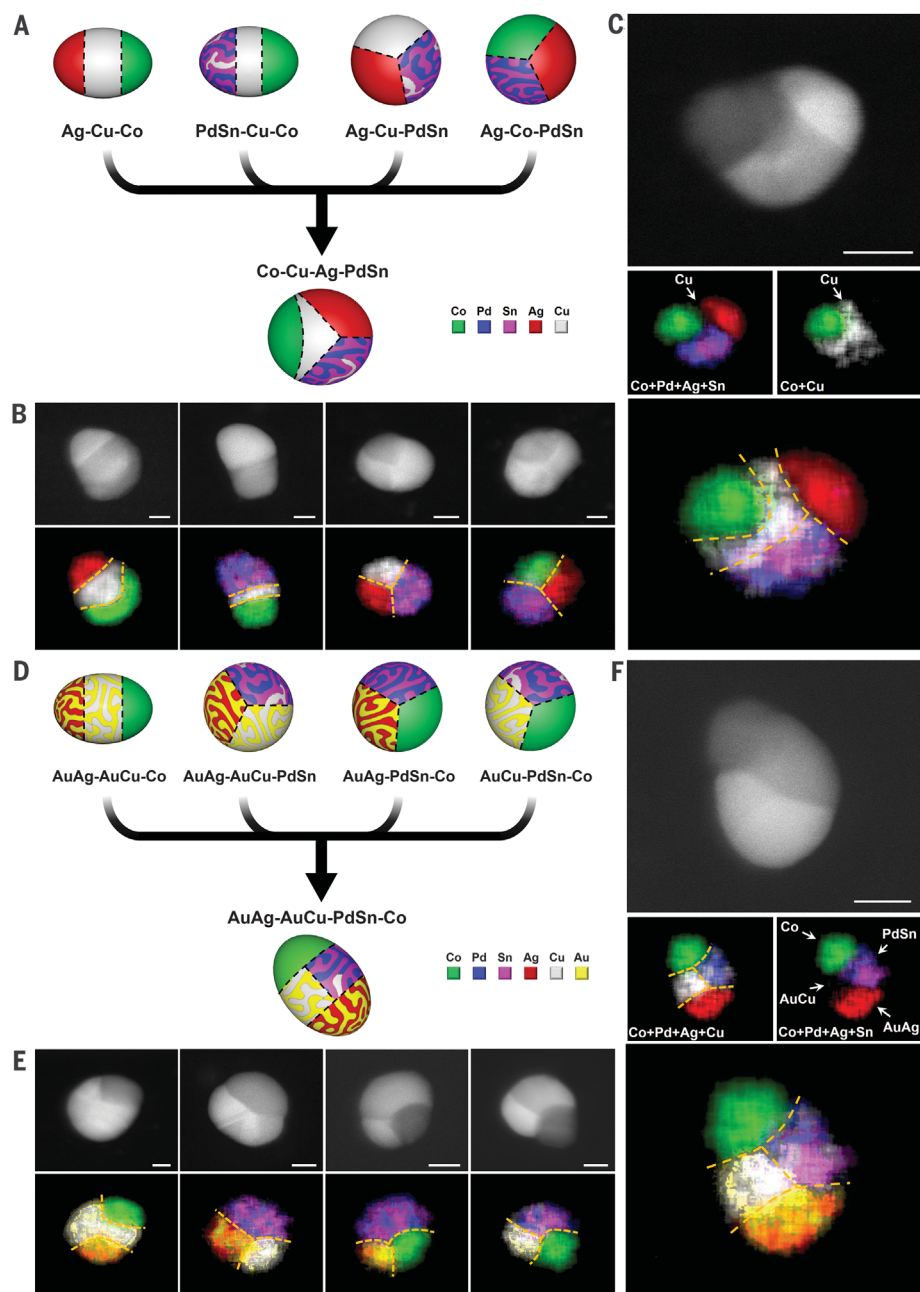 A
Ag-Cu-Co
PdSn-Cu-Co
Ag-Cu-PdSn
Ag-Co-PdSn
Co-Cu-Ag-PdSn
Co Pd Sn Ag Cu
B
C
Cu
Co+Pd+Ag+Sn
Cu
Co+Cu
D
AuAg-AuCu-Co
AuAg-AuCu-PdSn
AuAg-PdSn-Co
AuCu-PdSn-Co
AuAg-AuCu-PdSn-Co
Co Pd Sn Ag Cu Au
E
F
Co+Pd+Ag+Cu
Co
PdSn
AuCu
AuAg
Co+Pd+Ag+Sn